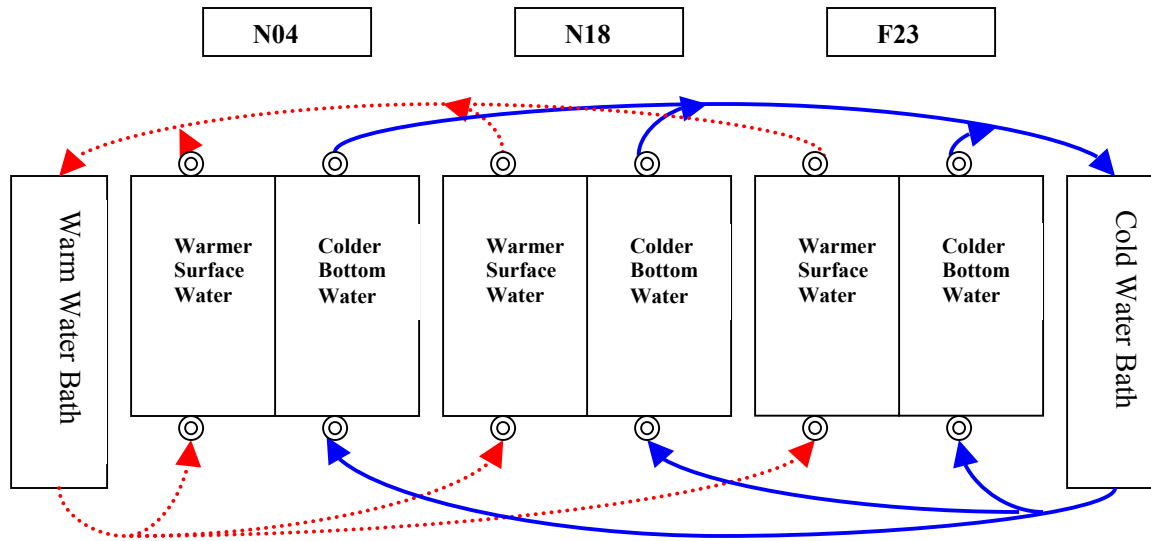 N04
N18
F23
Warm Water Bath
Warmer
Surface
Water
Colder
Bottom
Water
Warmer
Surface
Water
Colder
Bottom
Water
Warmer
Surface
Water
Colder
Bottom
Water
Cold Water Bath